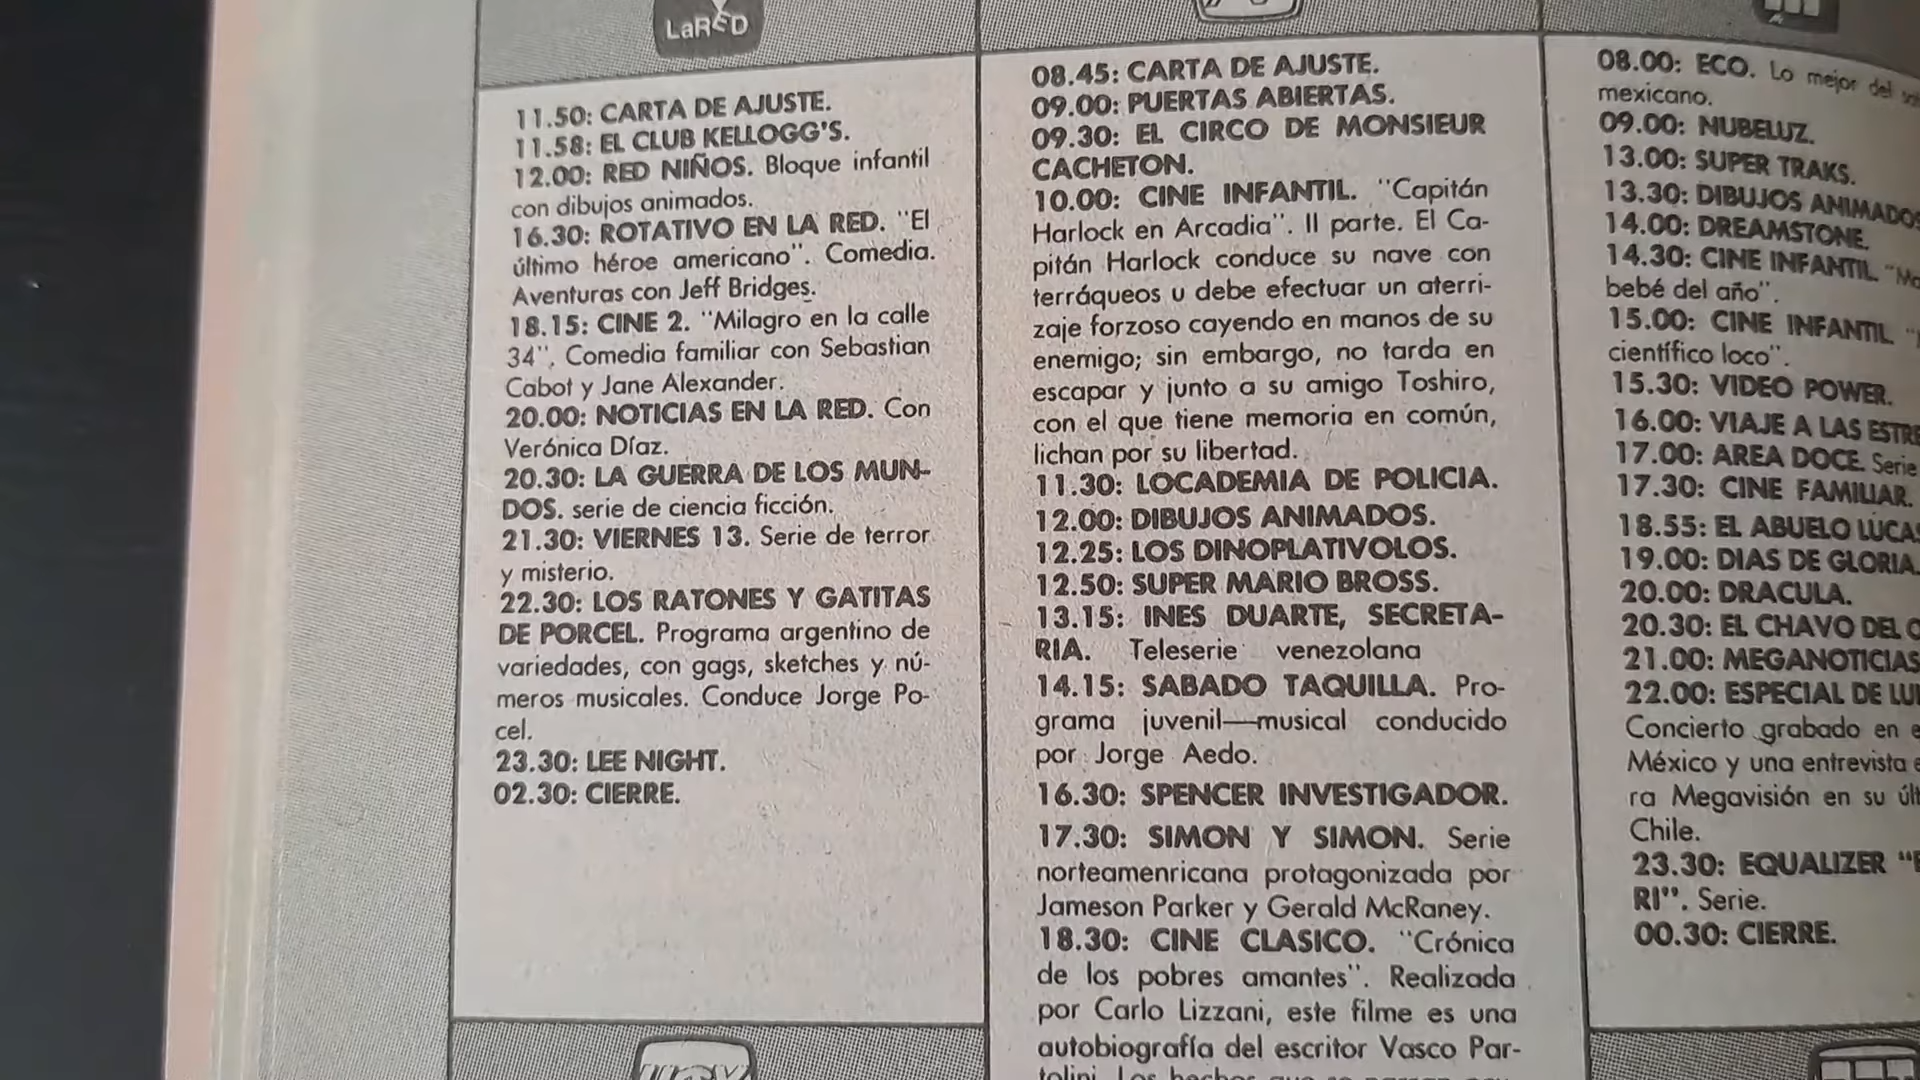 LaRED
11.50: CARTA DE AJUSTE.
11.58: EL CLUB KELLOGG'S.
12.00: RED NIÑOS. Bloque infantil
con dibujos animados.
16.30: ROTATIVO EN LA RED. "El
último héroe americano". Comedia.
Aventuras con Jeff Bridges.
18.15: CINE 2. "Milagro en la calle
34", Comedia familiar con Sebastian
Cabot y Jane Alexander.
20.00: NOTICIAS EN LA RED. Con
Verónica Díaz.
20.30: LA GUERRA DE LOS MUN-
DOS. serie de ciencia ficción.
21.30: VIERNES 13. Serie de terror
y misterio.
22.30: LOS RATONES Y GATITAS
DE PORCEL. Programa argentino de
variedades, con gags, sketches y nú-
meros musicales. Conduce Jorge Po-
cel.
23.30: LEE NIGHT.
02.30: CIERRE.
08.45: CARTA DE AJUSTE.
09.00: PUERTAS ABIERTAS.
09.30: EL CIRCO DE MONSIEUR
CACHETON.
10.00: CINE INFANTIL. "Capitán
Harlock en Arcadia". II parte. El Ca-
pitán Harlock conduce su nave con
terráqueos u debe efectuar un aterri-
zaje forzoso cayendo en manos de su
enemigo; sin embargo, no tarda en
escapar y junto a su amigo Toshiro,
con el que tiene memoria en común,
lichan por su libertad.
11.30: LOCADEMIA DE POLICIA.
12.00: DIBUJOS ANIMADOS.
12.25: LOS DINOPLATIVOLOS.
12.50: SUPER MARIO BROSS.
13.15: INES DUARTE, SECRETA-
RIA. Teleserie venezolana
14.15: SABADO TAQUILLA. Pro-
grama juvenil—musical conducido
por Jorge Aedo.
16.30: SPENCER INVESTIGADOR.
17.30: SIMON Y SIMON. Serie
norteamenricana protagonizada por
Jameson Parker y Gerald McRaney.
18.30: CINE CLASICO. "Crónica
de los pobres amantes". Realizada
por Carlo Lizzani, este filme es una
autobiografía del escritor Vasco Par-
tolini. Los hechos que se narran
08.00: ECO. Lo mejor del
mexicano.
09.00: NUBELUZ.
13.00: SUPER TRAKS.
13.30: DIBUJOS ANIMADOS
14.00: DREAMSTONE.
14.30: CINE INFANTIL. "Ma
bebé del año".
15.00: CINE INFANTIL. "
científico loco".
15.30: VIDEO POWER.
16.00: VIAJE A LAS ESTRE
17.00: AREA DOCE. Serie
17.30: CINE FAMILIAR.
18.55: EL ABUELO LUCAS
19.00: DIAS DE GLORIA.
20.00: DRACULA.
20.30: EL CHAVO DEL O
21.00: MEGANOTICIAS
22.00: ESPECIAL DE LUI
Concierto grabado en e
México y una entrevista e
ra Megavisión en su últ
Chile.
23.30: EQUALIZER "E
RI". Serie.
00.30: CIERRE.